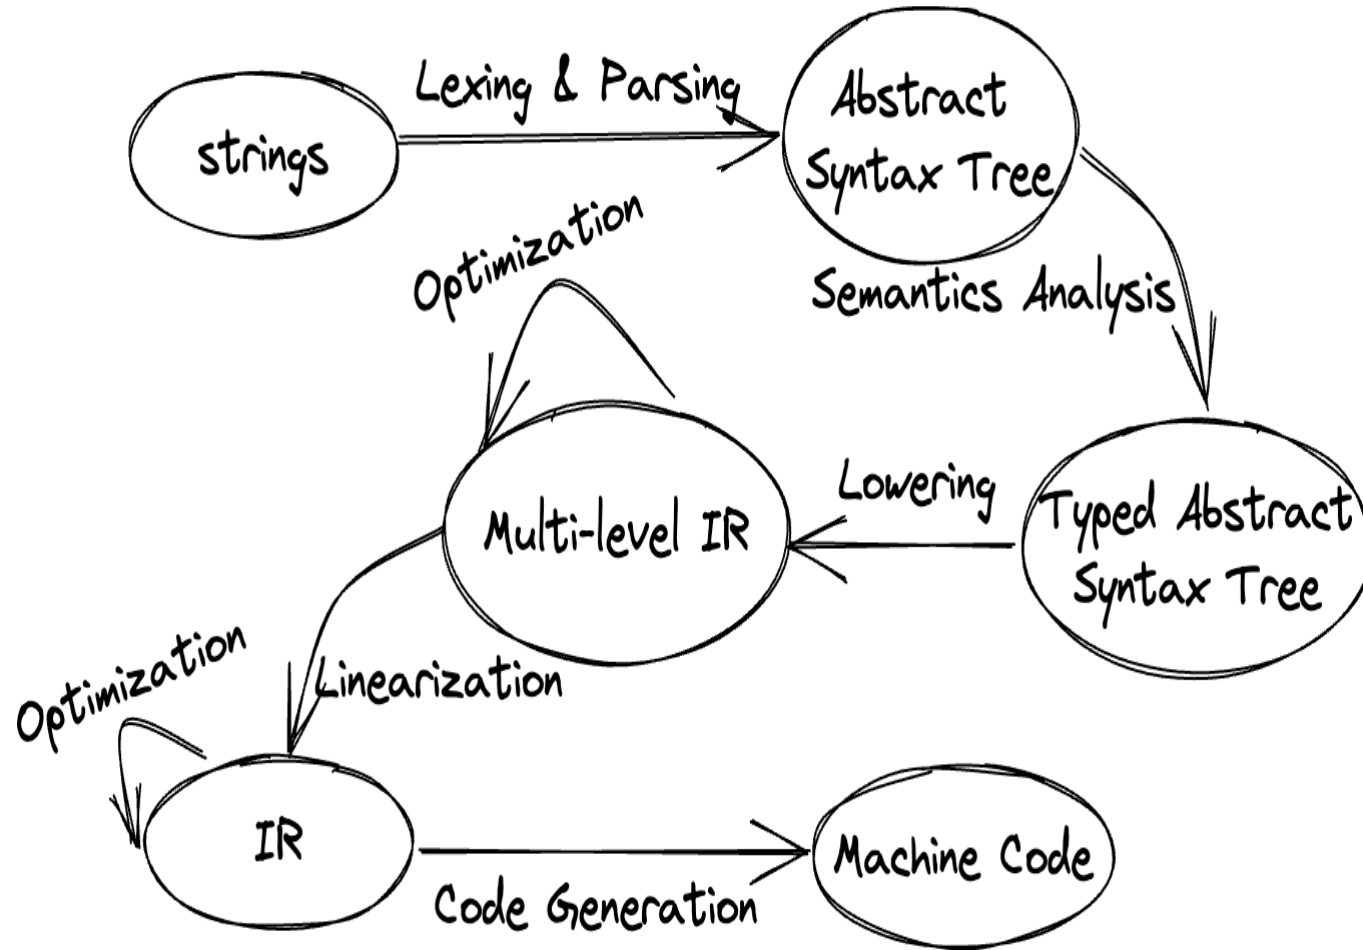 Lexing & Parsing
strings
Abstract
Syntax Tree
Optimization
Semantics Analysis
Lowering
Typed Abstract
Syntax Tree
Multi-level IR
Linearization
Optimization
IR
Code Generation
Machine Code